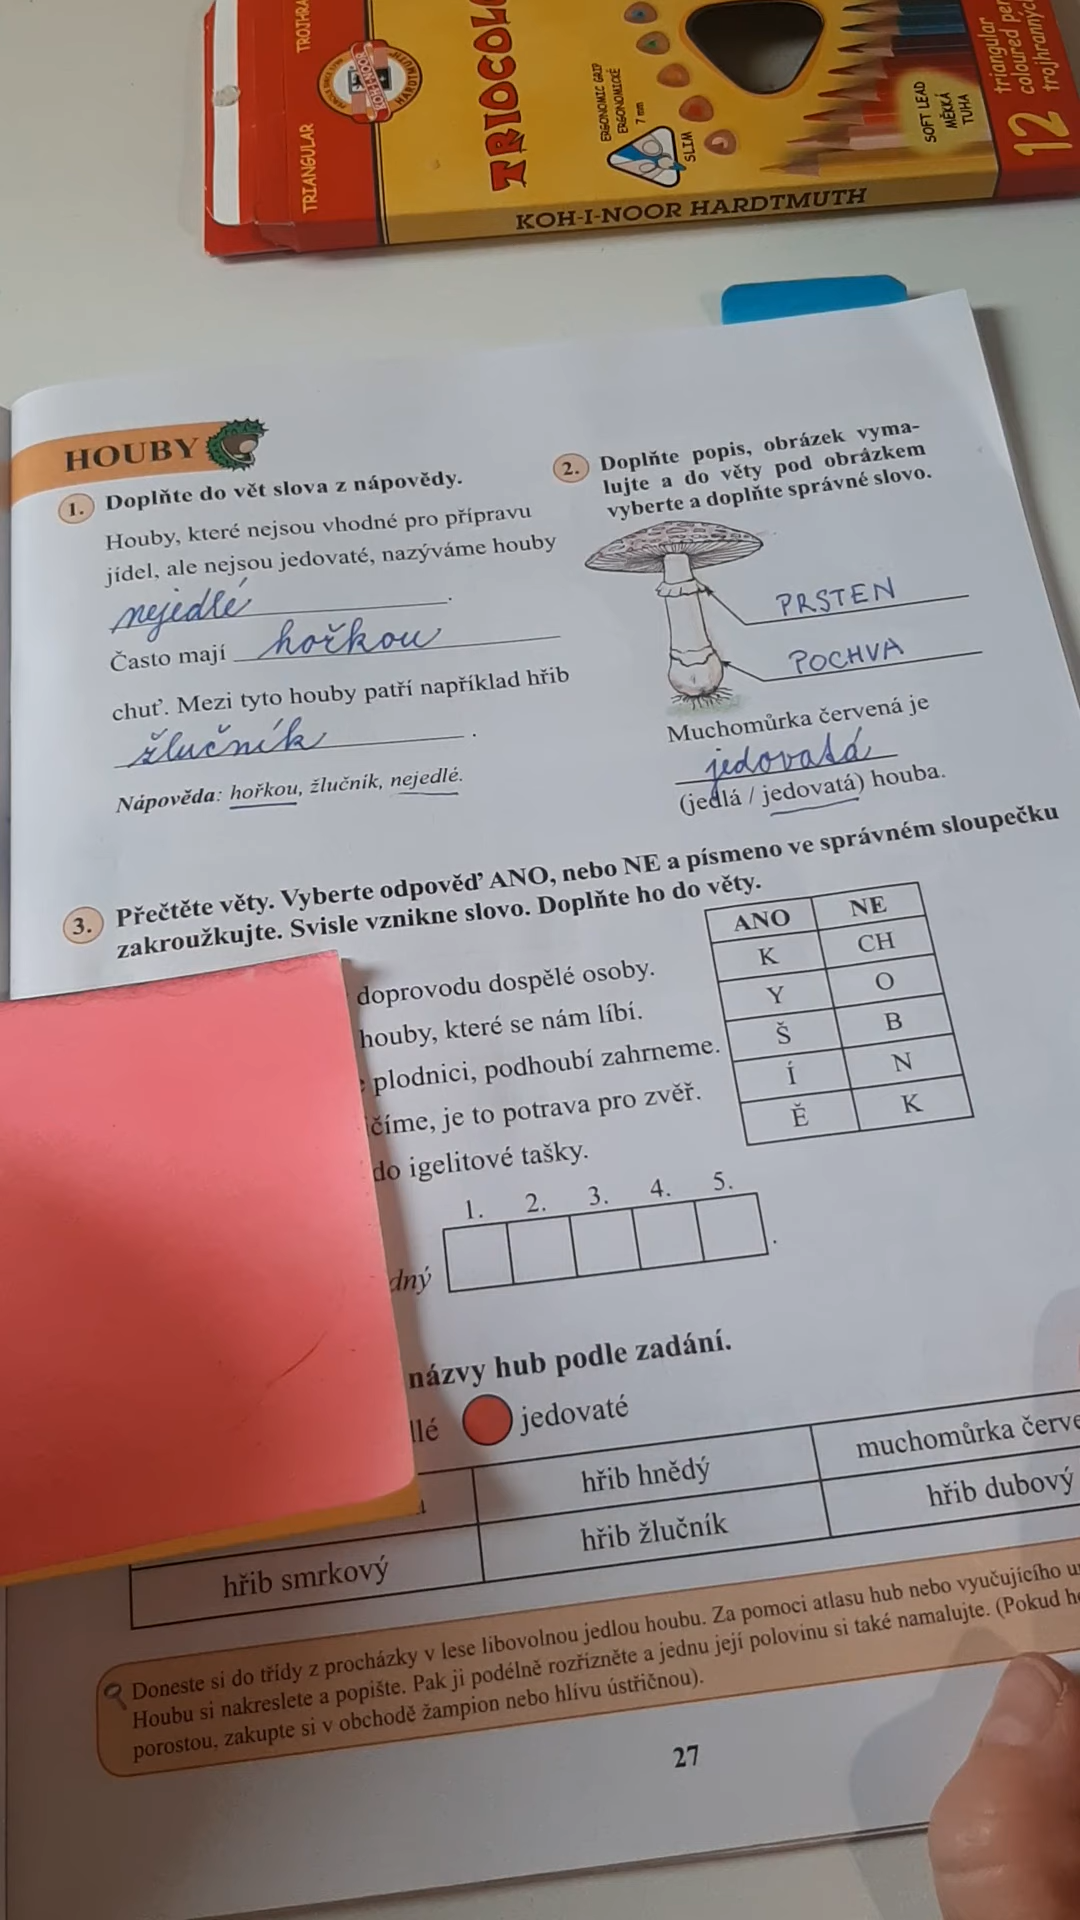 TRIANGULAR
TROJHRA
KOH-I-NOOR
HARDTMUTH
TRIOCOLO
ERGONOMIC GRIP
ERGONOMICKÉ
7 mm
SLIM
SOFT LEAD
MĚKKÁ
TUHA
12 triangular
coloured pen
trojhranných
KOH-I-NOOR HARDTMUTH
HOUBY
1. Doplňte do vět slova z nápovědy.
Houby, které nejsou vhodné pro přípravu
jídel, ale nejsou jedovaté, nazýváme houby
nejedlé.
Často mají hořkou
chuť. Mezi tyto houby patří například hřib
žlučník.
Nápověda: hořkou, žlučník, nejedlé.
2. Doplňte popis, obrázek vyma-
lujte a do věty pod obrázkem
vyberte a doplňte správné slovo.
PRSTEN
POCHVA
Muchomůrka červená je
jedovatá
(jedlá / jedovatá) houba.
3. Přečtěte věty. Vyberte odpověď ANO, nebo NE a písmeno ve správném sloupečku
zakroužkujte. Svisle vznikne slovo. Doplňte ho do věty.
ANO NE
doprovodu dospělé osoby. K CH
houby, které se nám líbí. Y O
plodnici, podhoubí zahrneme. Š B
číme, je to potrava pro zvěř. Í N
do igelitové tašky. Ě K
1. 2. 3. 4. 5.
dný .
názvy hub podle zadání.
lé jedovaté
hřib hnědý muchomůrka červe
hřib smrkový hřib žlučník hřib dubový
Doneste si do třídy z procházky v lese libovolnou jedlou houbu. Za pomoci atlasu hub nebo vyučujícího u
Houbu si nakreslete a popište. Pak ji podélně rozřízněte a jednu její polovinu si také namalujte. (Pokud h
porostou, zakupte si v obchodě žampion nebo hlívu ústřičnou).
27